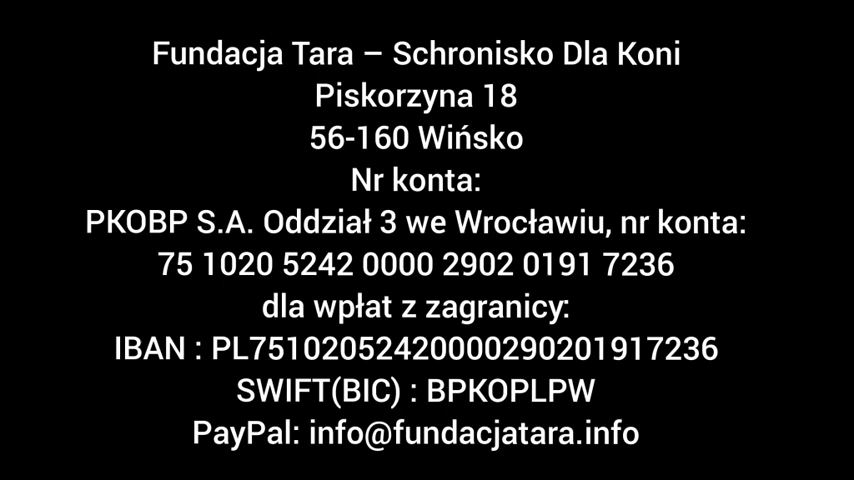 Fundacja Tara – Schronisko Dla Koni
Piskorzyna 18
56-160 Wińsko
Nr konta:
PKOBP S.A. Oddział 3 we Wrocławiu, nr konta:
75 1020 5242 0000 2902 0191 7236
dla wpłat z zagranicy:
IBAN : PL75102052420000290201917236
SWIFT(BIC) : BPKOPLPW
PayPal: info@fundacjatara.info